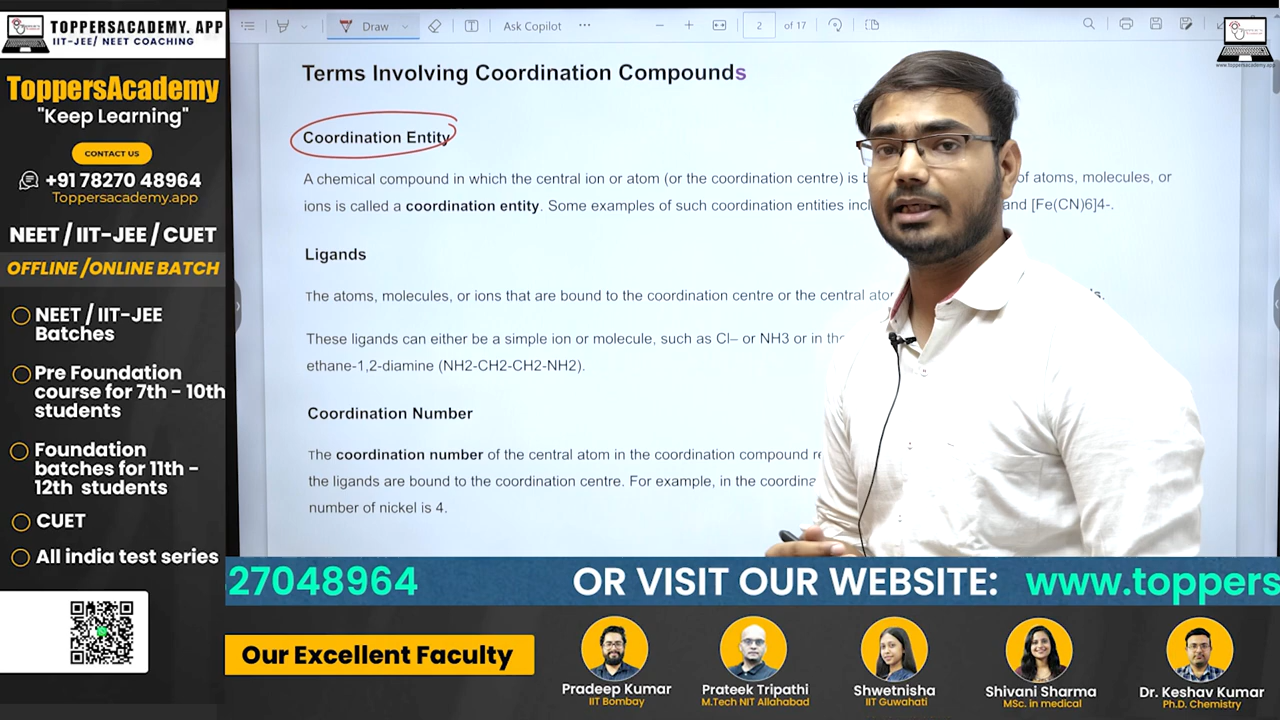 TOPPERSACADEMY. APP
IIT-JEE/ NEET COACHING
ToppersAcademy
"Keep Learning"
CONTACT US
+91 78270 48964
Toppersacademy.app
NEET / IIT-JEE / CUET
OFFLINE /ONLINE BATCH
NEET / IIT-JEE
Batches
Pre Foundation
course for 7th - 10th
students
Foundation
batches for 11th -
12th students
CUET
All india test series
Draw
Ask Copilot
2
of 17
www.toppersacademy.app
Terms Involving Coordination Compounds
Coordination Entity
A chemical compound in which the central ion or atom (or the coordination centre) is of atoms, molecules, or
ions is called a coordination entity. Some examples of such coordination entities and [Fe(CN)6]4-.
Ligands
The atoms, molecules, or ions that are bound to the coordination centre or the central
These ligands can either be a simple ion or molecule, such as Cl– or NH3 or in
ethane-1,2-diamine (NH2-CH2-CH2-NH2).
Coordination Number
The coordination number of the central atom in the coordination compound
the ligands are bound to the coordination centre. For example, in the
number of nickel is 4.
27048964 OR VISIT OUR WEBSITE: www.toppers
Our Excellent Faculty
Pradeep Kumar
IIT Bombay
Prateek Tripathi
M.Tech NIT Allahabad
Shwetnisha
IIT Guwahati
Shivani Sharma
MSc. in medical
Dr. Keshav Kumar
Ph.D. Chemistry